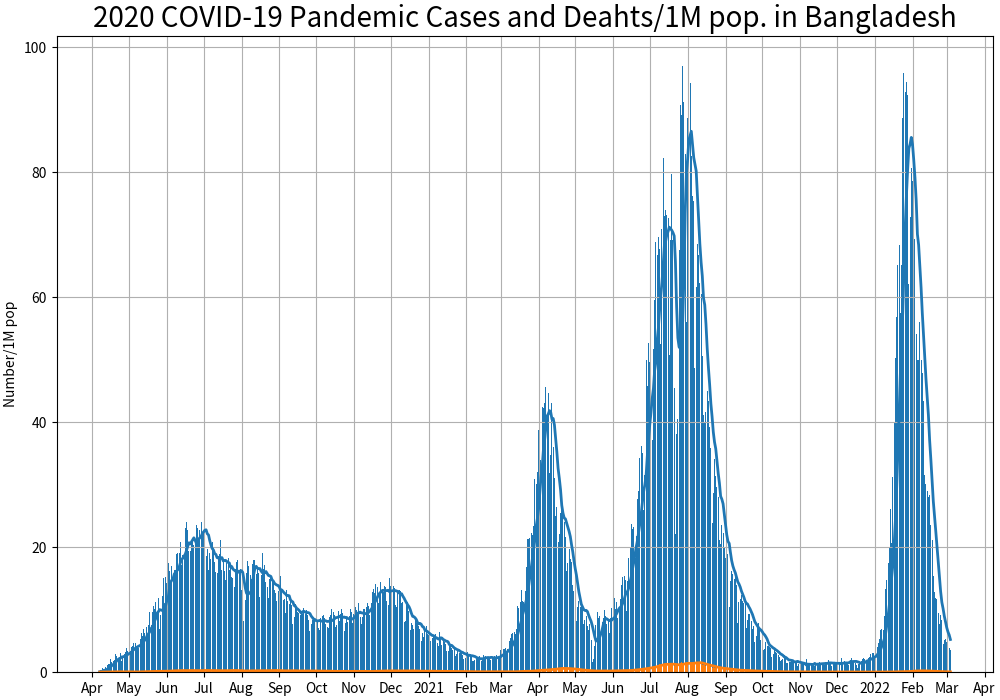 2020 COVID-19 Pandemic Cases and Deahts/1M pop. in Bangladesh
Number/1M pop
100
80
60
40
20
0
Apr May Jun Jul Aug Sep Oct Nov Dec 2021 Feb Mar Apr May Jun Jul Aug Sep Oct Nov Dec 2022 Feb Mar Apr